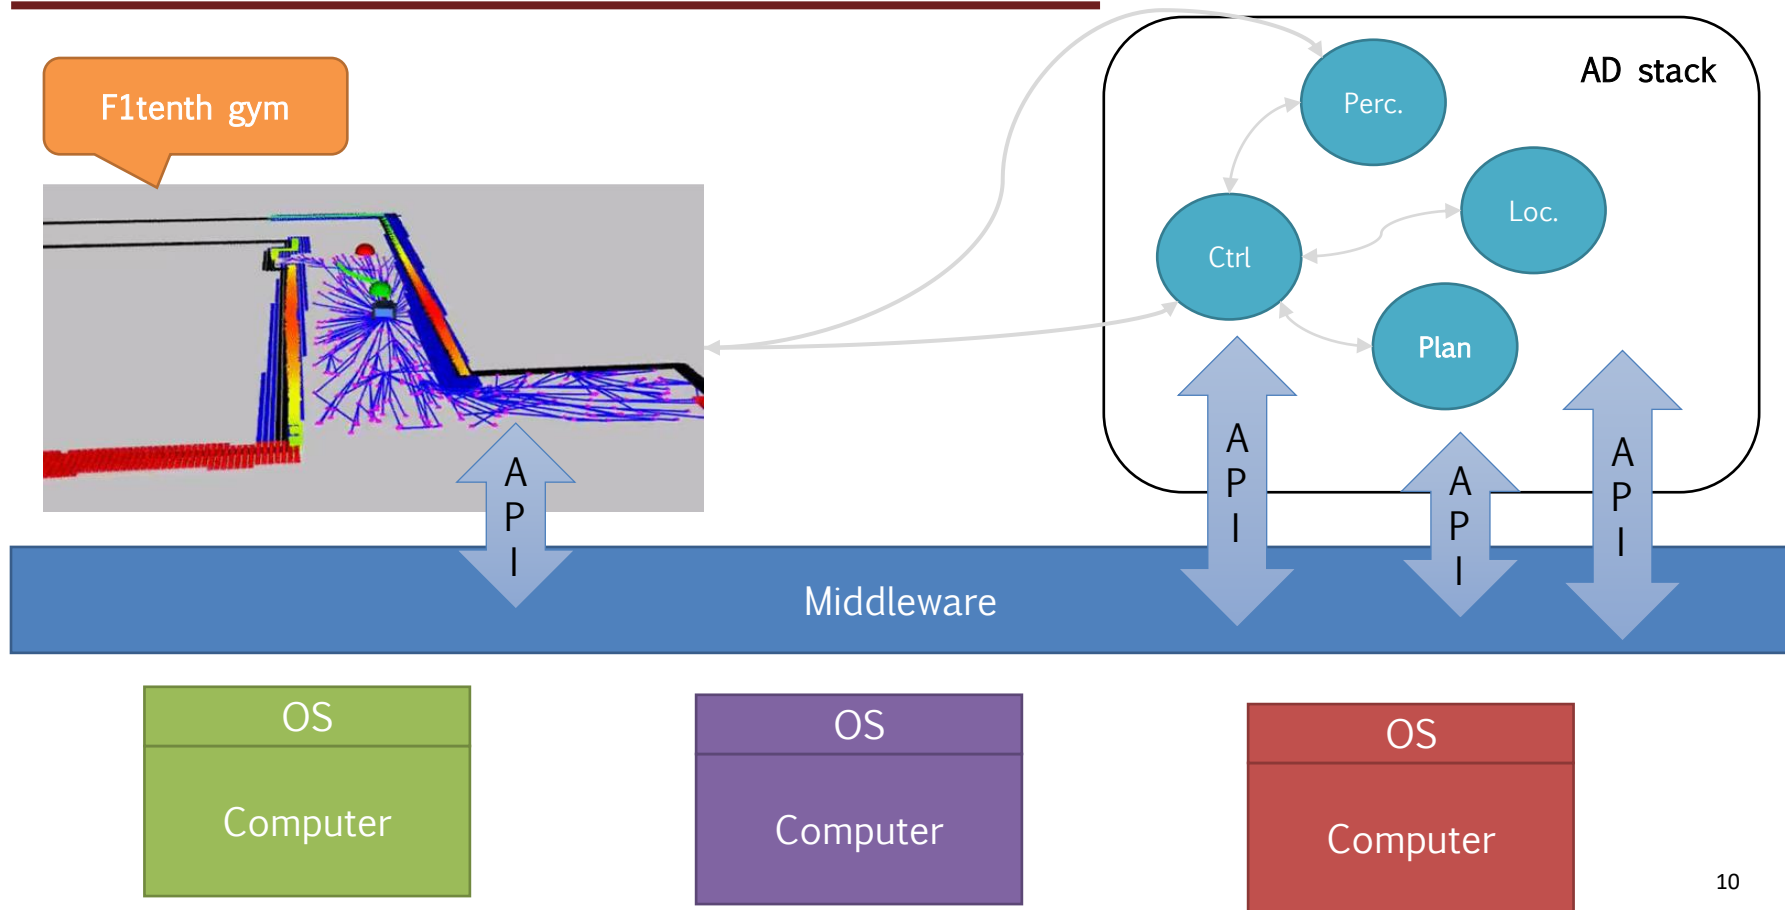 AD stack
F1tenth gym
Perc.
Loc.
Ctrl
Plan
A
P
I
A
P
I
A
P
I
A
P
I
Middleware
OS
Computer
OS
Computer
OS
Computer
10